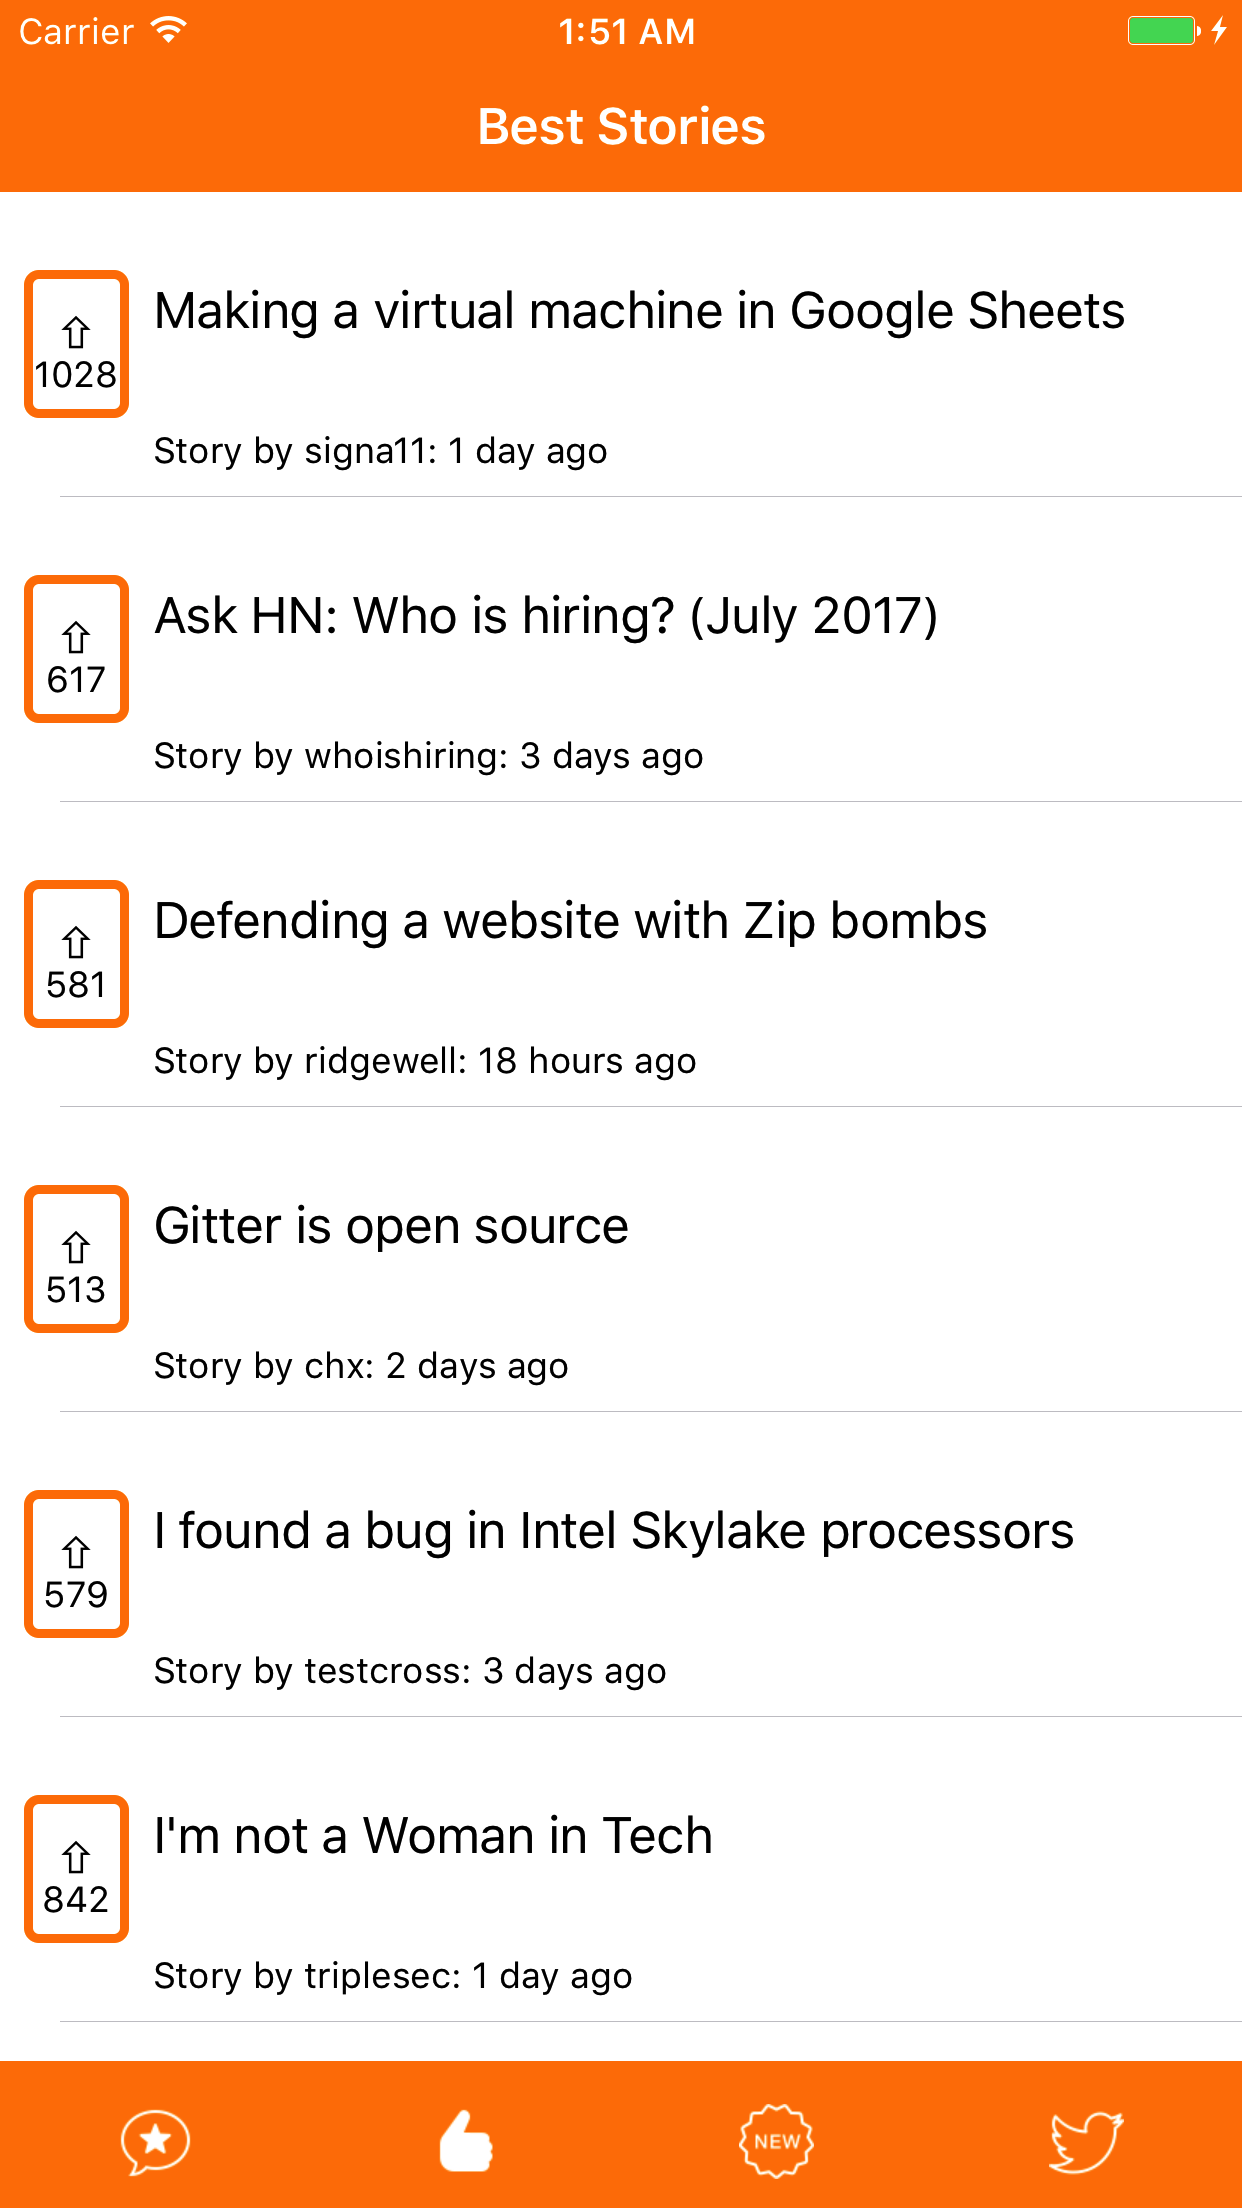 Carrier 1:51 AM
Best Stories
Making a virtual machine in Google Sheets
⇧
1028
Story by signa11: 1 day ago
Ask HN: Who is hiring? (July 2017)
⇧
617
Story by whoishiring: 3 days ago
Defending a website with Zip bombs
⇧
581
Story by ridgewell: 18 hours ago
Gitter is open source
⇧
513
Story by chx: 2 days ago
I found a bug in Intel Skylake processors
⇧
579
Story by testcross: 3 days ago
I'm not a Woman in Tech
⇧
842
Story by triplesec: 1 day ago
NEW